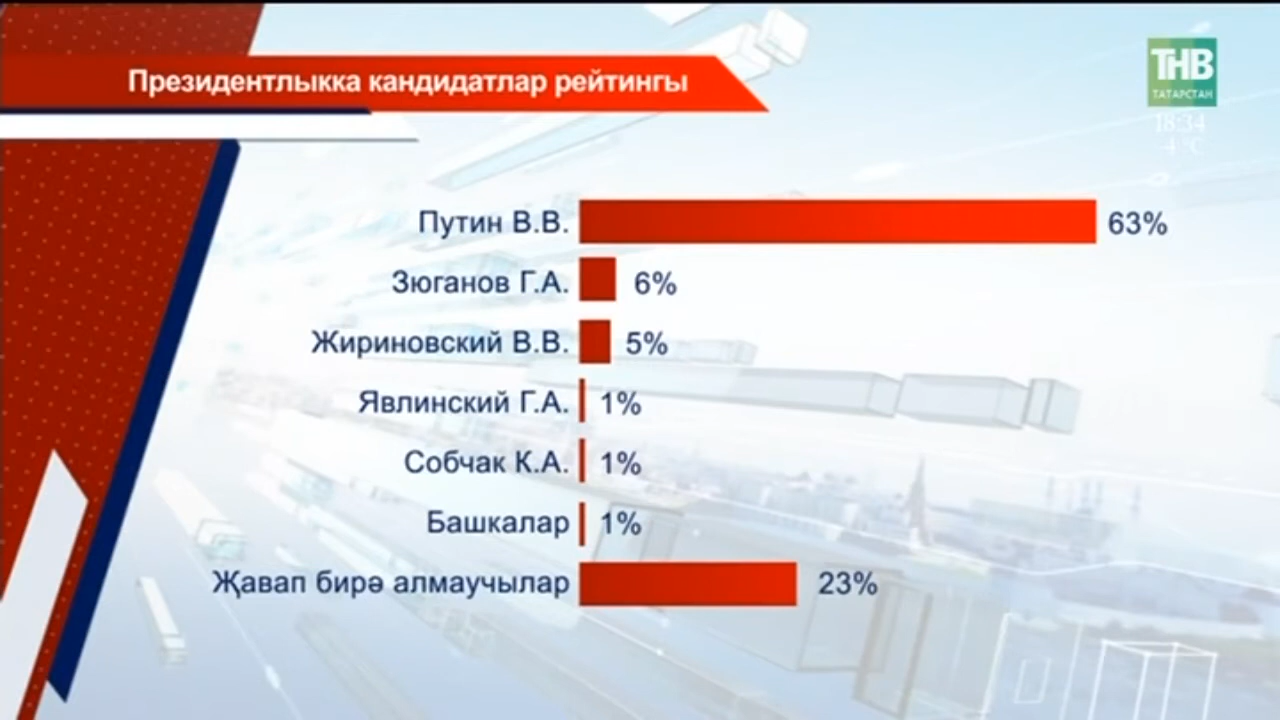 Президентлыкка кандидатлар рейтингы
ТНВ
ТАТАРСТАН
18:34
Путин В.В. 63%
Зюганов Г.А. 6%
Жириновский В.В. 5%
Явлинский Г.А. 1%
Собчак К.А. 1%
Башкалар 1%
Җавап бирә алмаучылар 23%